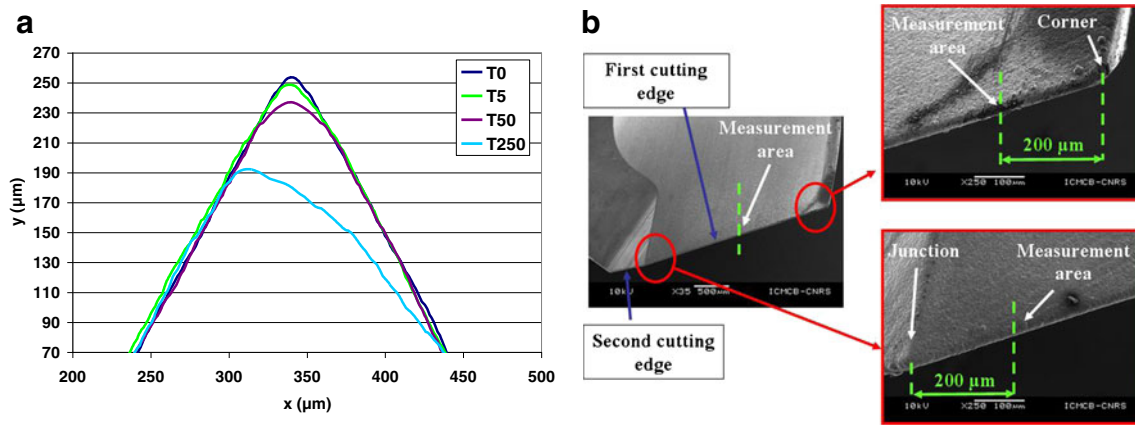 a
270
250
230
210
190
170
150
130
110
90
70
y (µm)
200
250
300
350
400
450
500
x (µm)
T0
T5
T50
T250
b
First cutting
edge
Measurement
area
10kV
X35 500µm
ICMCB-CNRS
Second cutting
edge
Measurement
area
Corner
200 µm
10kV
X250 100µm
ICMCB-CNRS
Junction
Measurement
area
200 µm
10kV
X250 100µm
ICMCB-CNRS